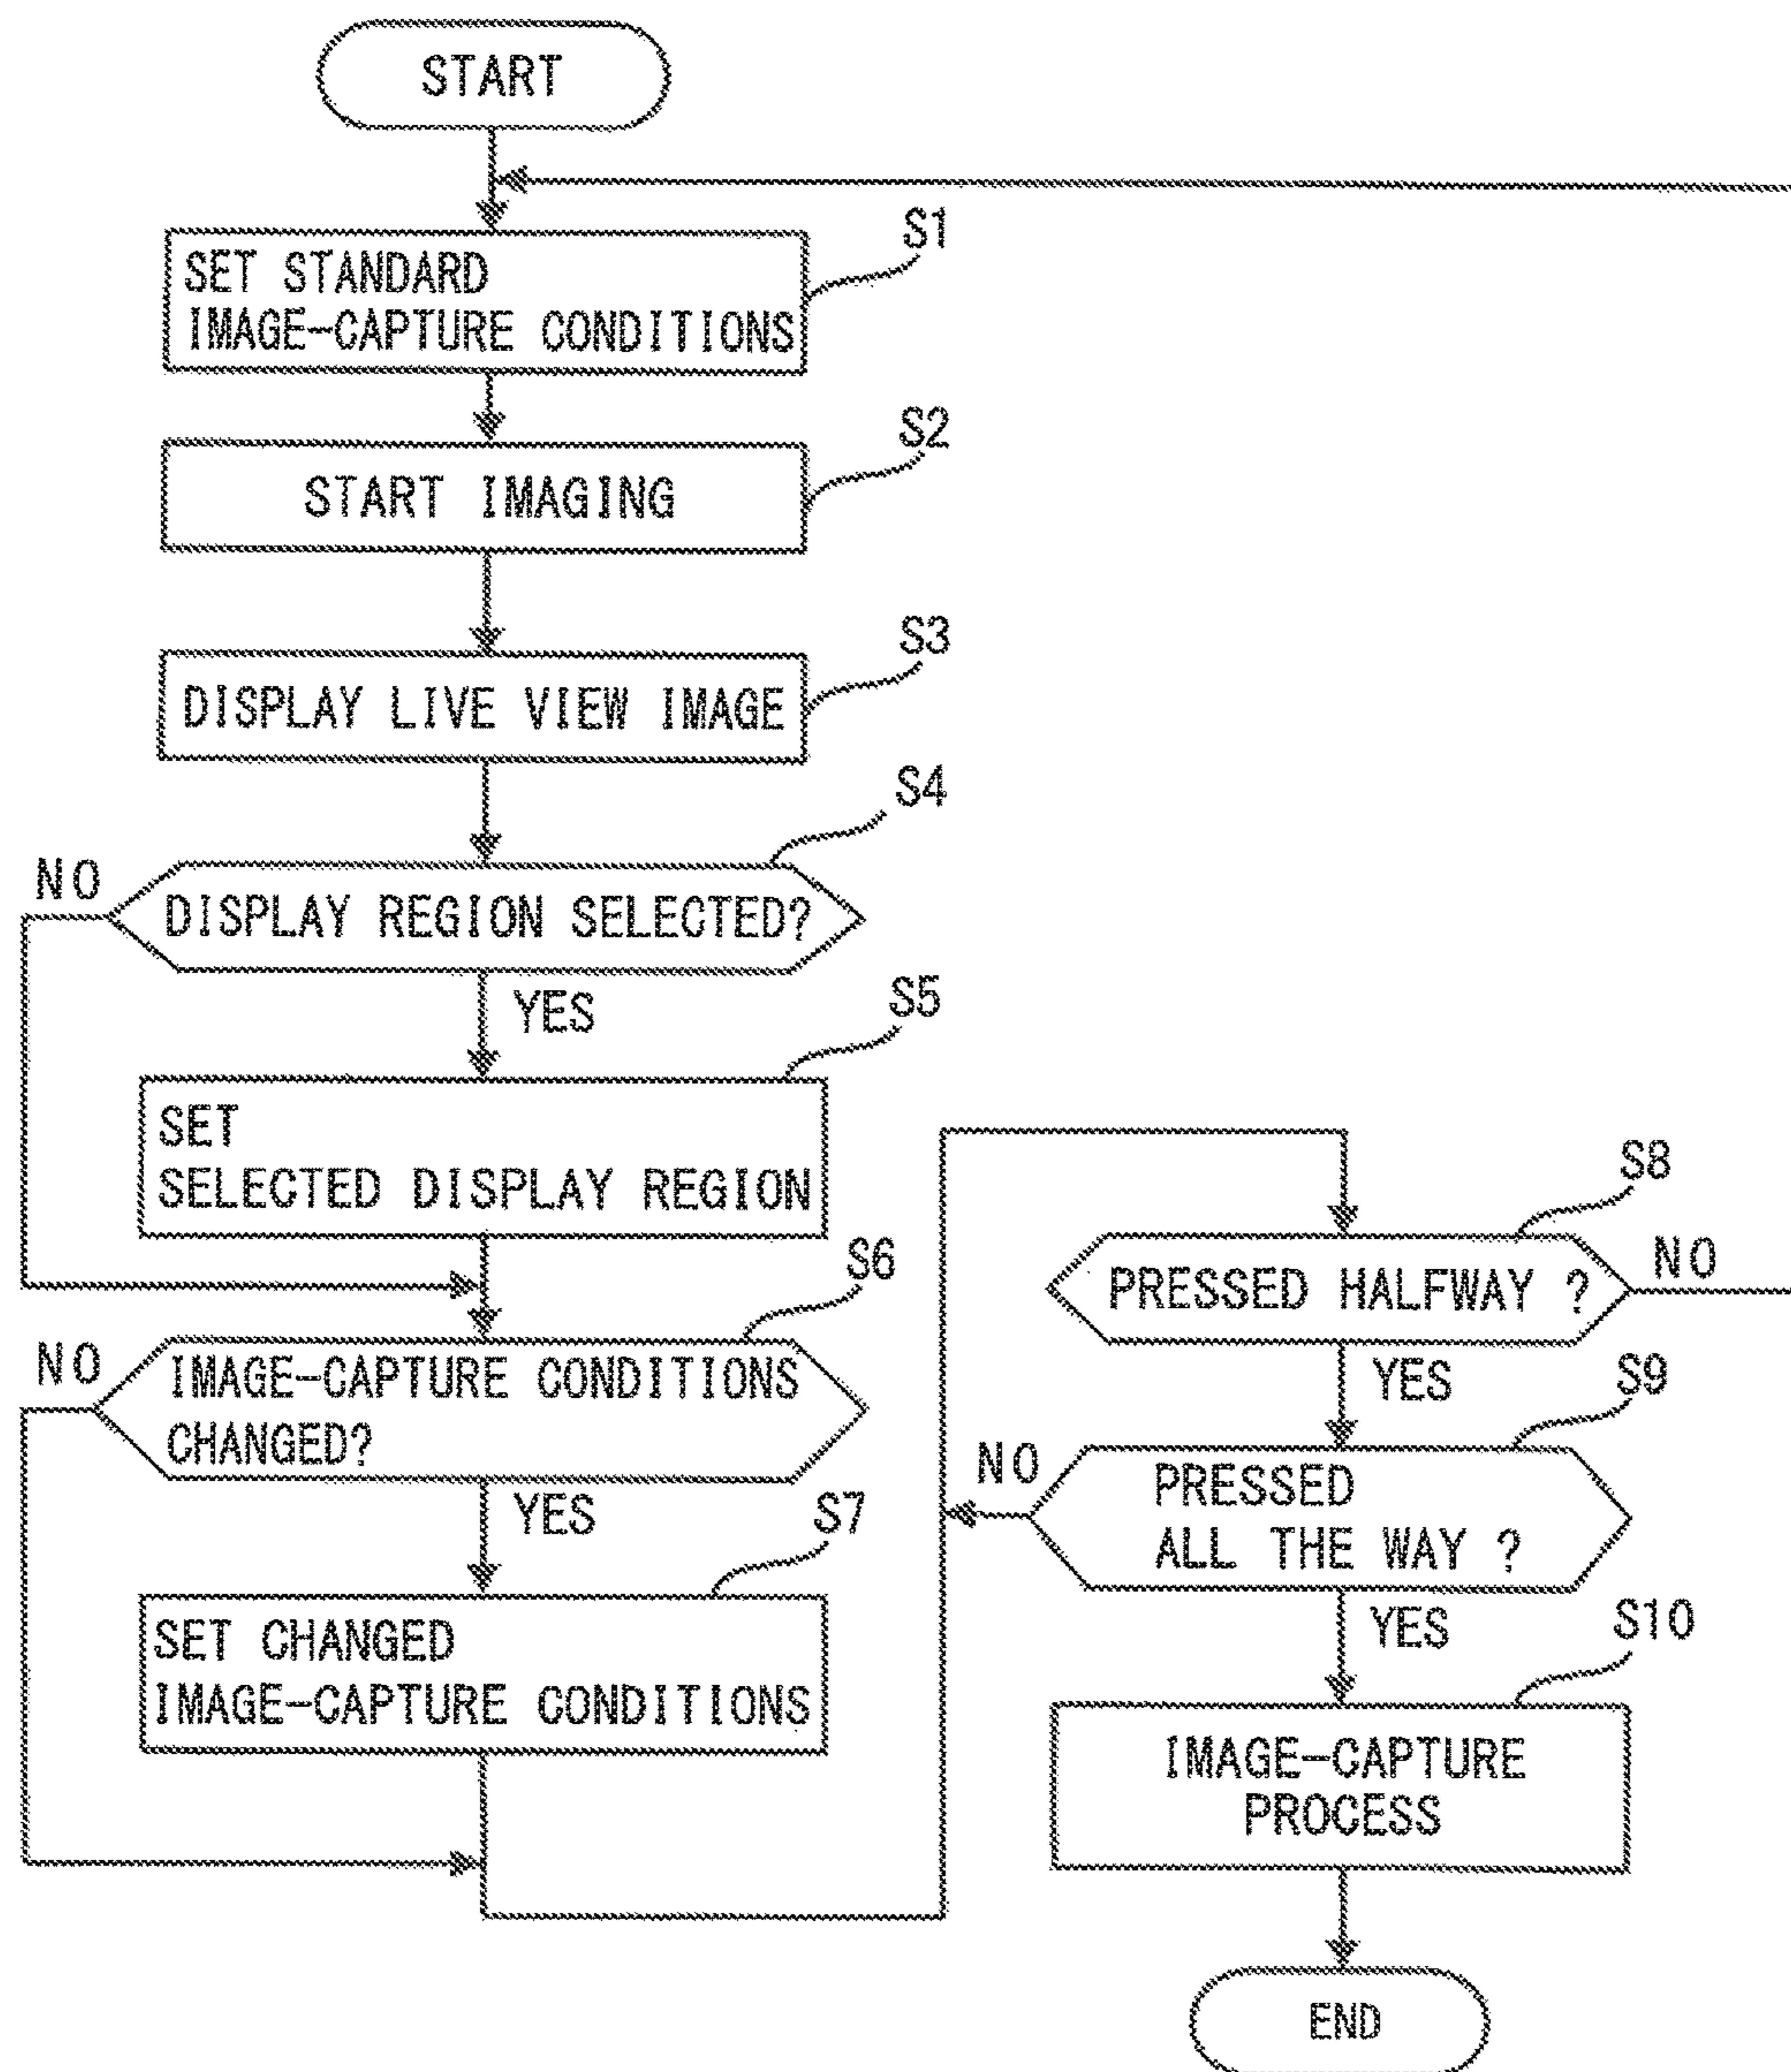 START
S1
SET STANDARD
IMAGE-CAPTURE CONDITIONS
S2
START IMAGING
S3
DISPLAY LIVE VIEW IMAGE
S4
NO
DISPLAY REGION SELECTED?
YES
S5
SET
SELECTED DISPLAY REGION
S6
NO
IMAGE-CAPTURE CONDITIONS
CHANGED?
YES
S7
SET CHANGED
IMAGE-CAPTURE CONDITIONS
S8
PRESSED HALFWAY ?
NO
YES
S9
NO
PRESSED
ALL THE WAY ?
YES
S10
IMAGE-CAPTURE
PROCESS
END